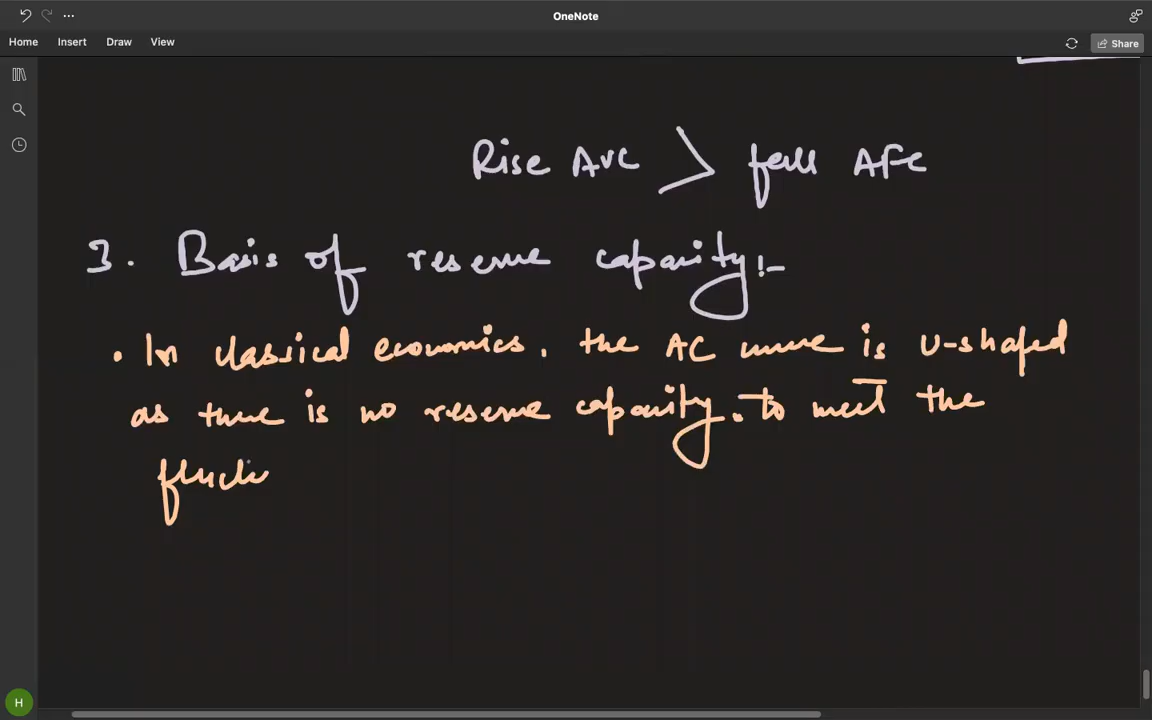 OneNote
Home Insert Draw View
Share
Rise AVC > fall AFC
3. Basis of reserve capacity:-
• In classical economics, the AC curve is U-shaped
as there is no reserve capacity. to meet the
H